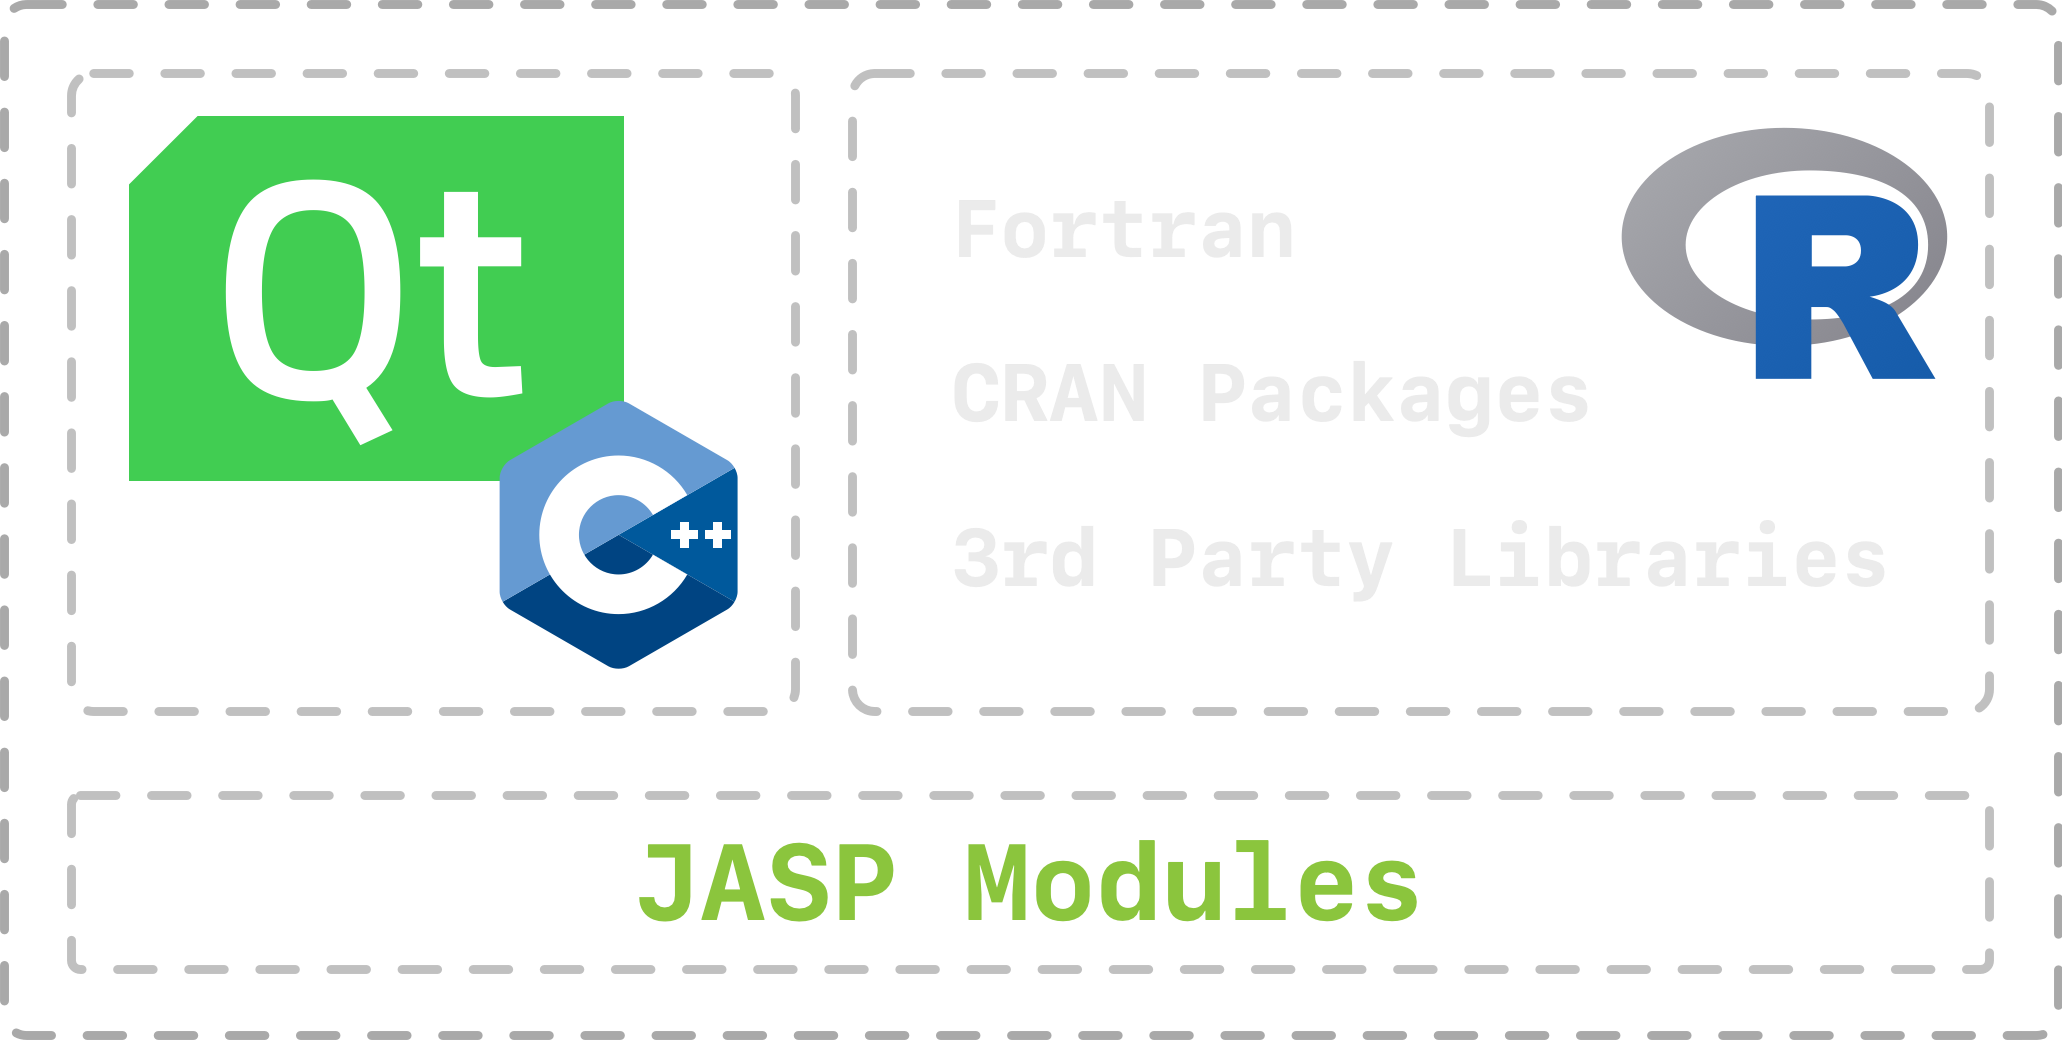 Qt
C++
Fortran
R
CRAN Packages
3rd Party Libraries
JASP Modules